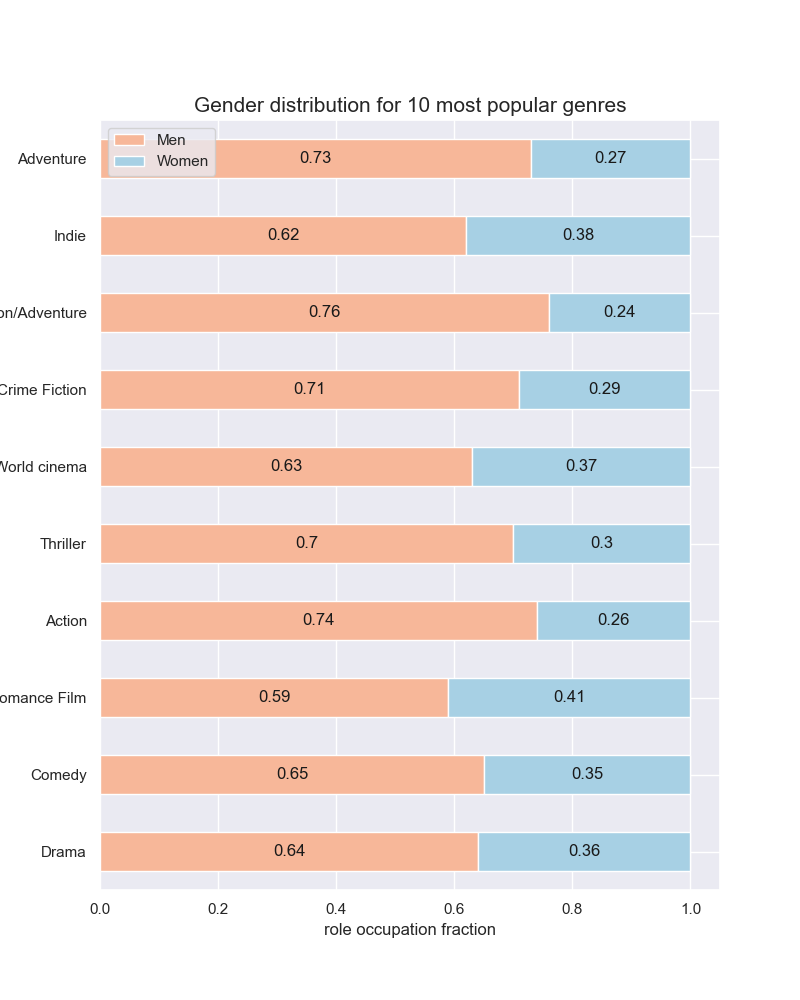 Gender distribution for 10 most popular genres
Men
Women
Adventure 0.73 0.27
Indie 0.62 0.38
on/Adventure 0.76 0.24
Crime Fiction 0.71 0.29
World cinema 0.63 0.37
Thriller 0.7 0.3
Action 0.74 0.26
omance Film 0.59 0.41
Comedy 0.65 0.35
Drama 0.64 0.36
0.0 0.2 0.4 0.6 0.8 1.0
role occupation fraction